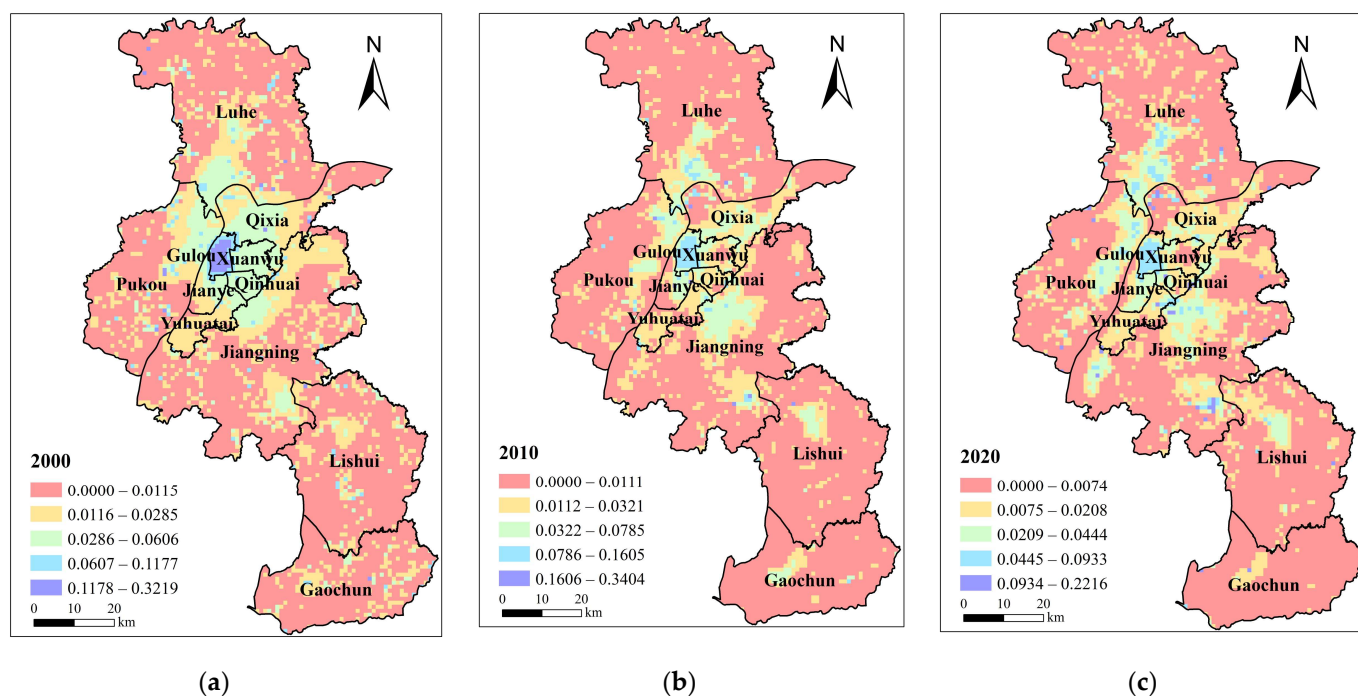 N
Luhe
Qixia
Gulou
Xuanwu
Pukou
Jianye
Qinhuai
Yuhuatai
Jiangning
Lishui
Gaochun
2000
0.0000 – 0.0115
0.0116 – 0.0285
0.0286 – 0.0606
0.0607 – 0.1177
0.1178 – 0.3219
0 10 20
km
(a)
N
Luhe
Qixia
Gulou
Xuanwu
Pukou
Jianye
Qinhuai
Yuhuatai
Jiangning
Lishui
Gaochun
2010
0.0000 – 0.0111
0.0112 – 0.0321
0.0322 – 0.0785
0.0786 – 0.1605
0.1606 – 0.3404
0 10 20
km
(b)
N
Luhe
Qixia
Gulou
Xuanwu
Pukou
Jianye
Qinhuai
Yuhuatai
Jiangning
Lishui
Gaochun
2020
0.0000 – 0.0074
0.0075 – 0.0208
0.0209 – 0.0444
0.0445 – 0.0933
0.0934 – 0.2216
0 10 20
km
(c)